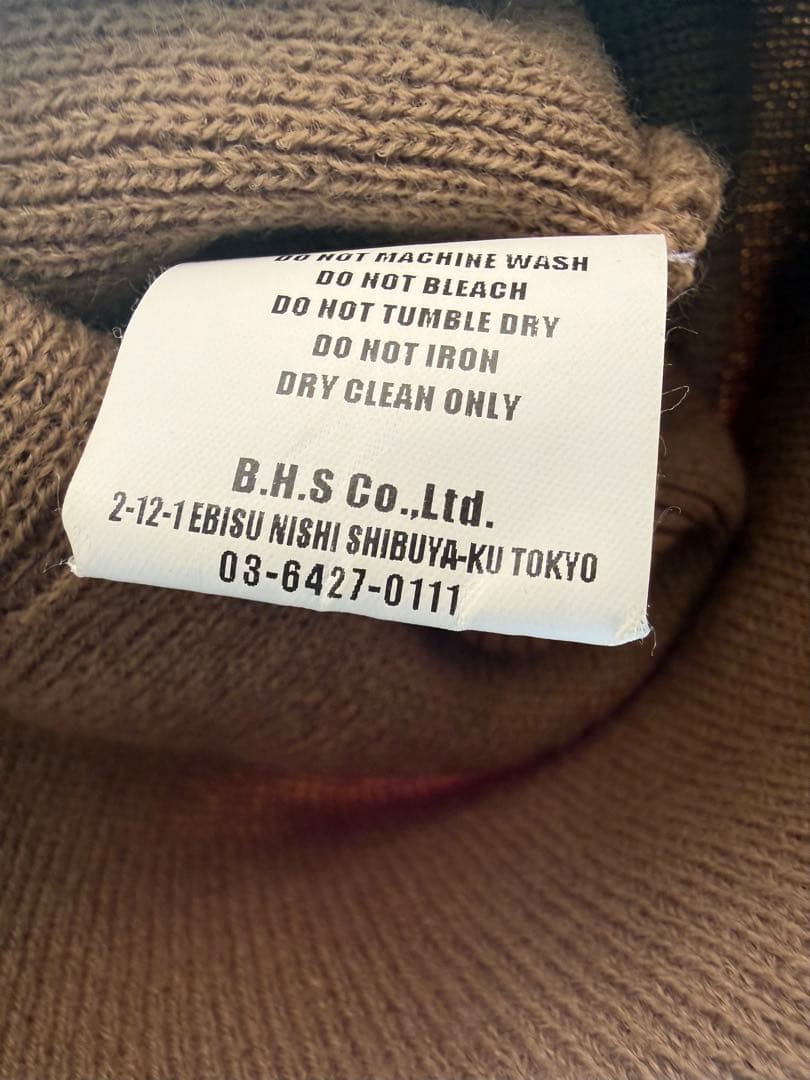 DO NOT MACHINE WASH
DO NOT BLEACH
DO NOT TUMBLE DRY
DO NOT IRON
DRY CLEAN ONLY
B.H.S Co.,Ltd.
2-12-1 EBISU NISHI SHIBUYA-KU TOKYO
03-6427-0111